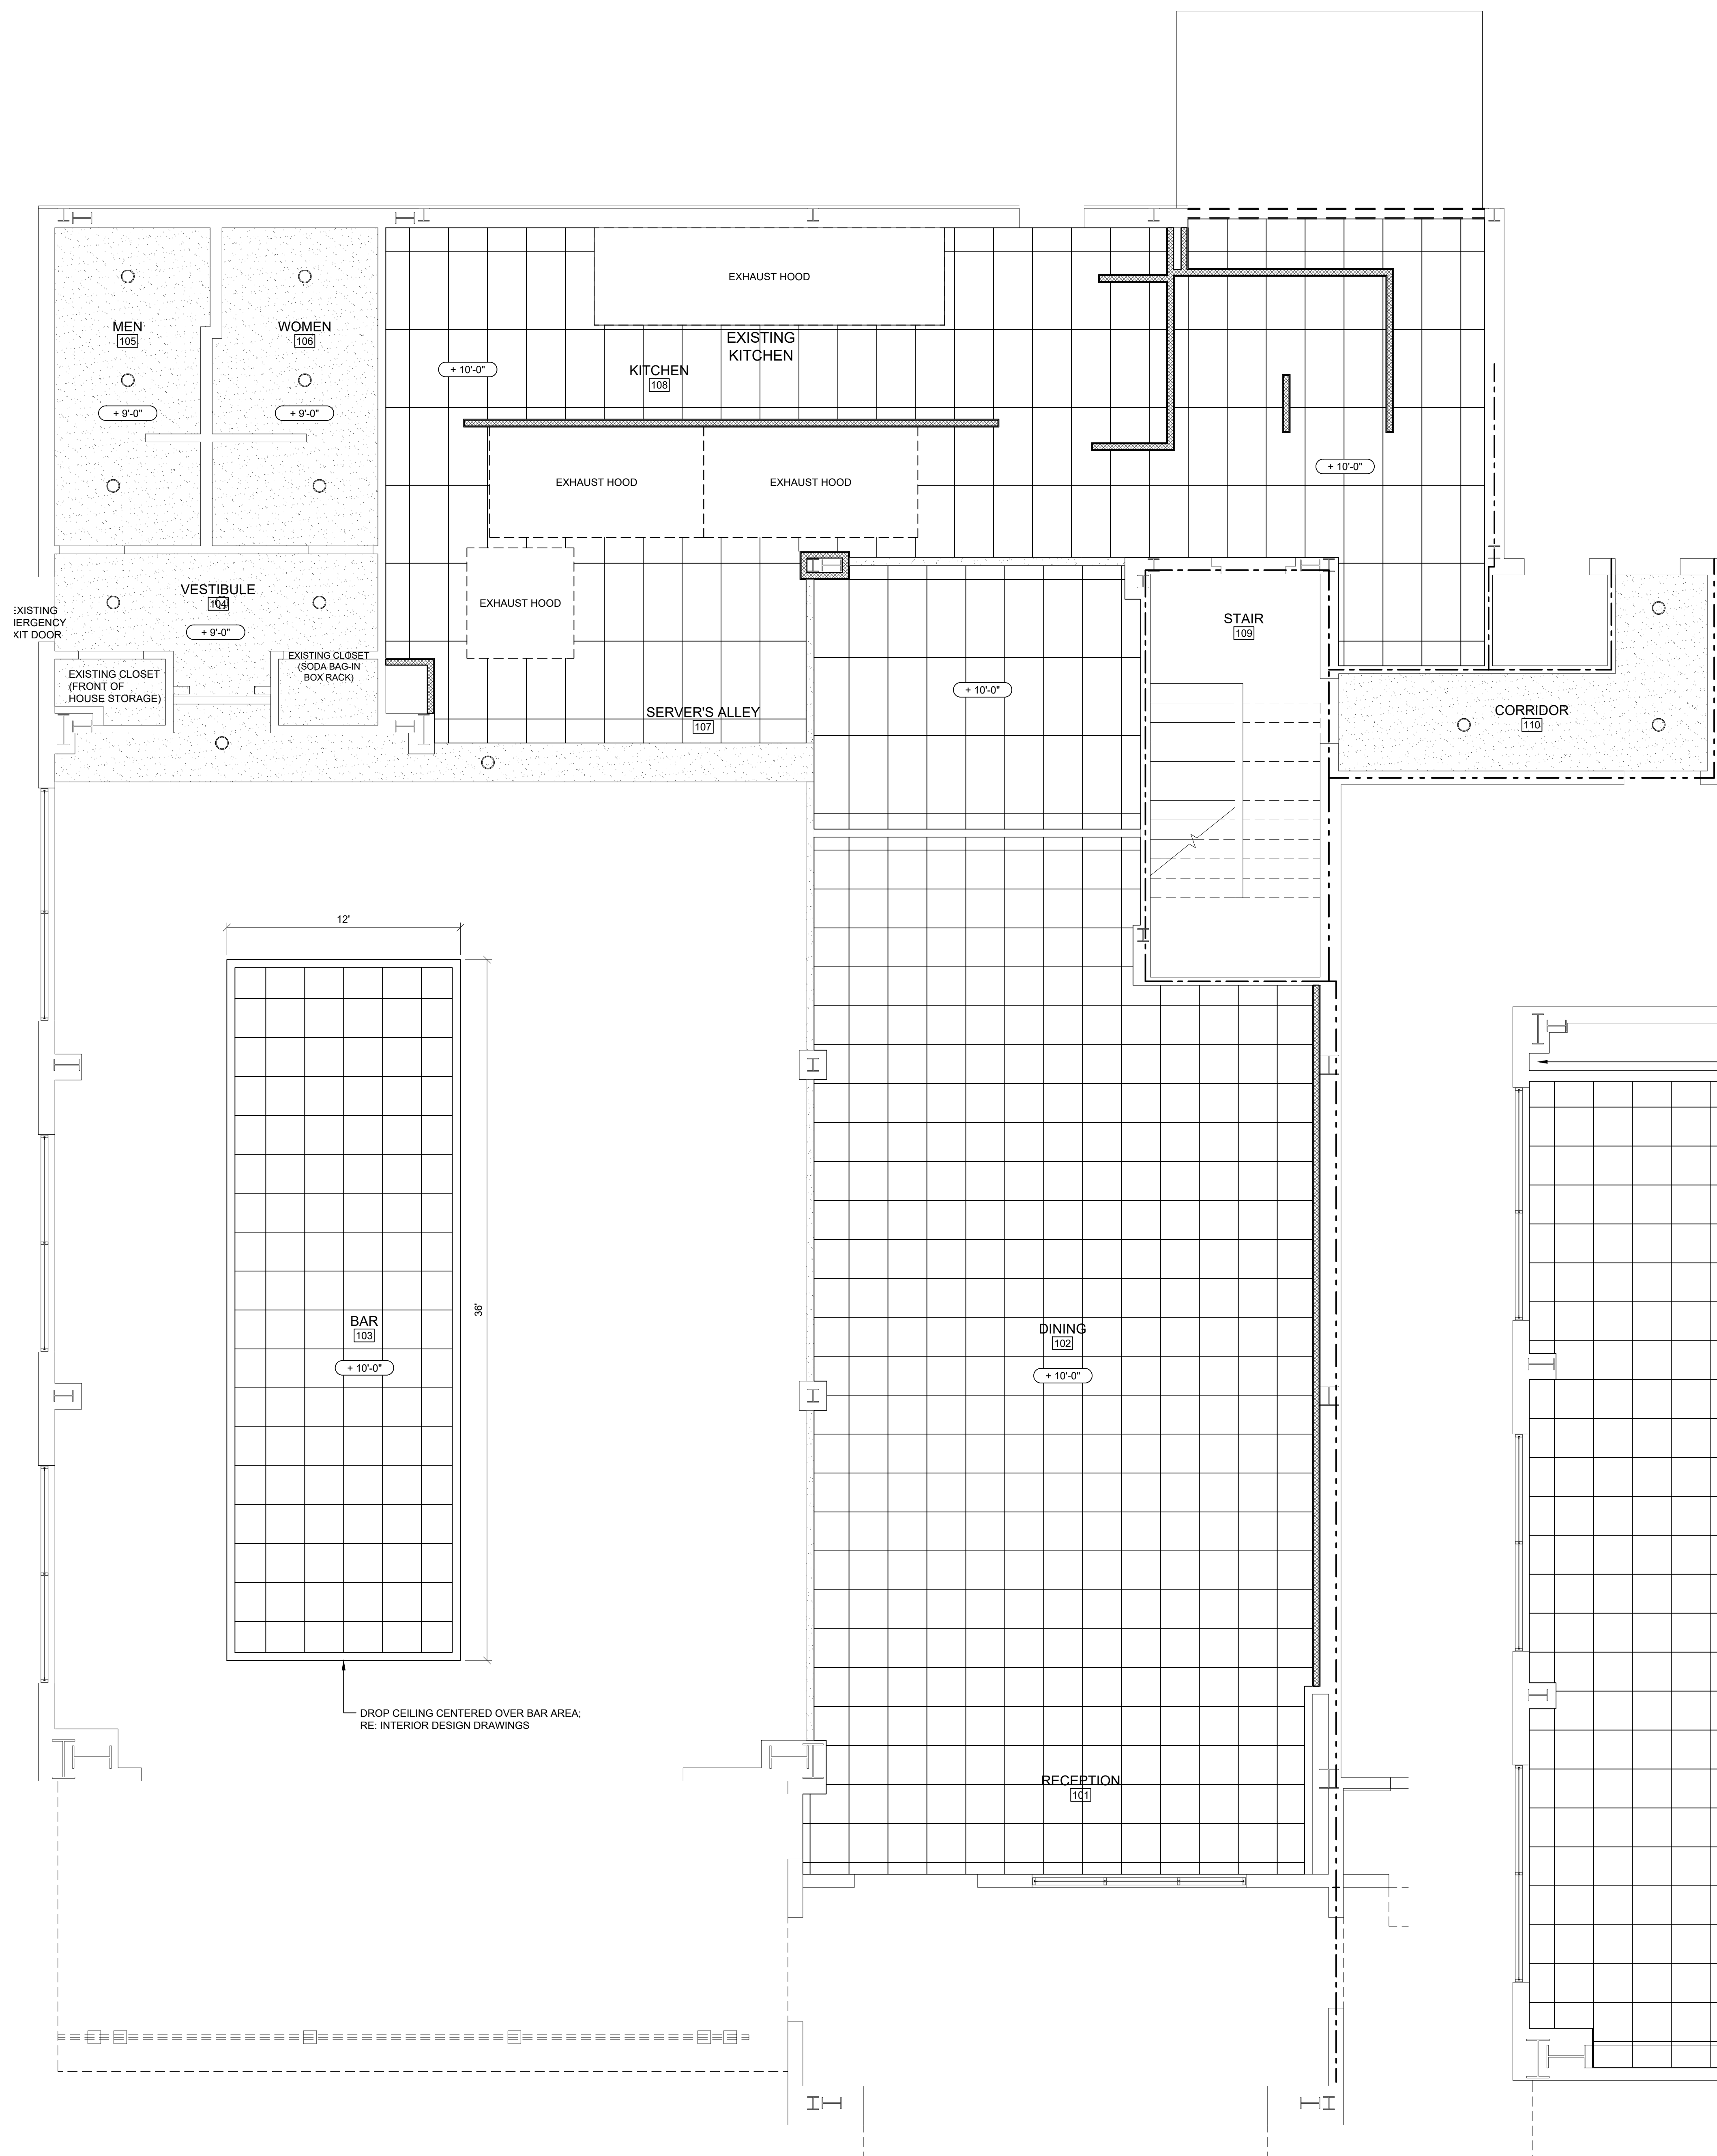 EXHAUST HOOD
MEN
105
WOMEN
106
EXISTING
KITCHEN
KITCHEN
108
+ 10'-0"
+ 9'-0"
+ 9'-0"
+ 10'-0"
EXHAUST HOOD
EXHAUST HOOD
VESTIBULE
104
+ 9'-0"
EXHAUST HOOD
XIT DOOR
STAIR
109
EXISTING CLOSET
(SODA BAG-IN
BOX RACK)
EXISTING CLOSET
(FRONT OF
HOUSE STORAGE)
+ 10'-0"
SERVER'S ALLEY
107
CORRIDOR
110
12'
36'
BAR
103
+ 10'-0"
DINING
102
+ 10'-0"
DROP CEILING CENTERED OVER BAR AREA;
RE: INTERIOR DESIGN DRAWINGS
RECEPTION
101